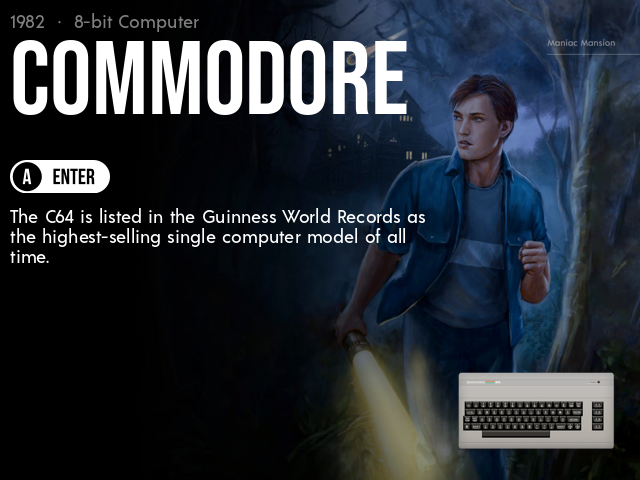 1982 · 8-bit Computer
Maniac Mansion
COMMODORE
A ENTER
The C64 is listed in the Guinness World Records as
the highest-selling single computer model of all
time.